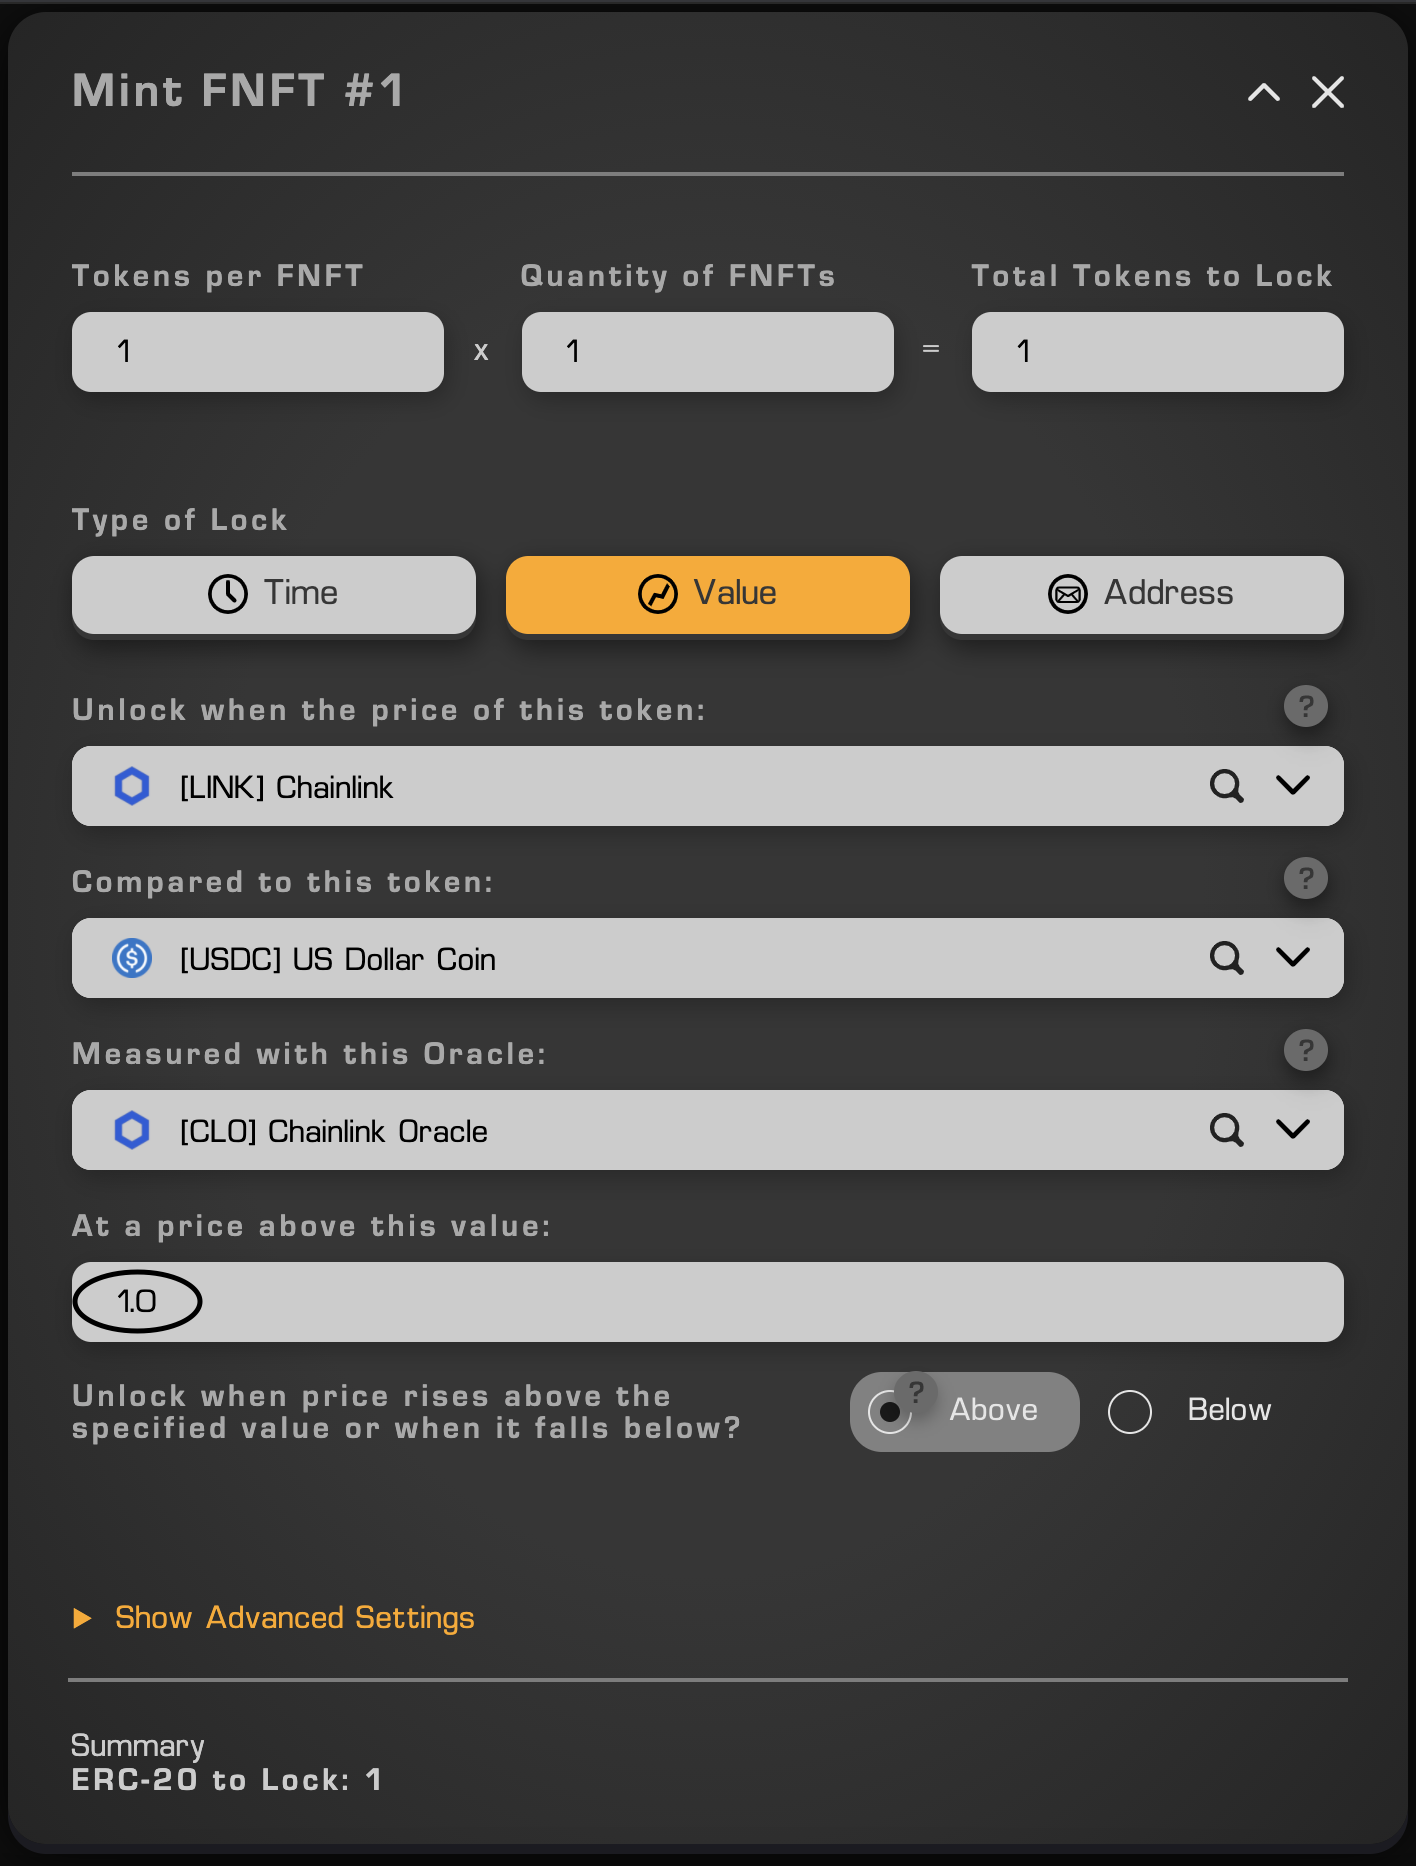 Mint FNFT #1
Tokens per FNFT Quantity of FNFTs Total Tokens to Lock
1 x 1 = 1
Type of Lock
Time Value Address
Unlock when the price of this token: ?
[LINK] Chainlink
Compared to this token: ?
[USDC] US Dollar Coin
Measured with this Oracle: ?
[CLO] Chainlink Oracle
At a price above this value:
1.0
Unlock when price rises above the
specified value or when it falls below? ? Above Below
Show Advanced Settings
Summary
ERC-20 to Lock: 1